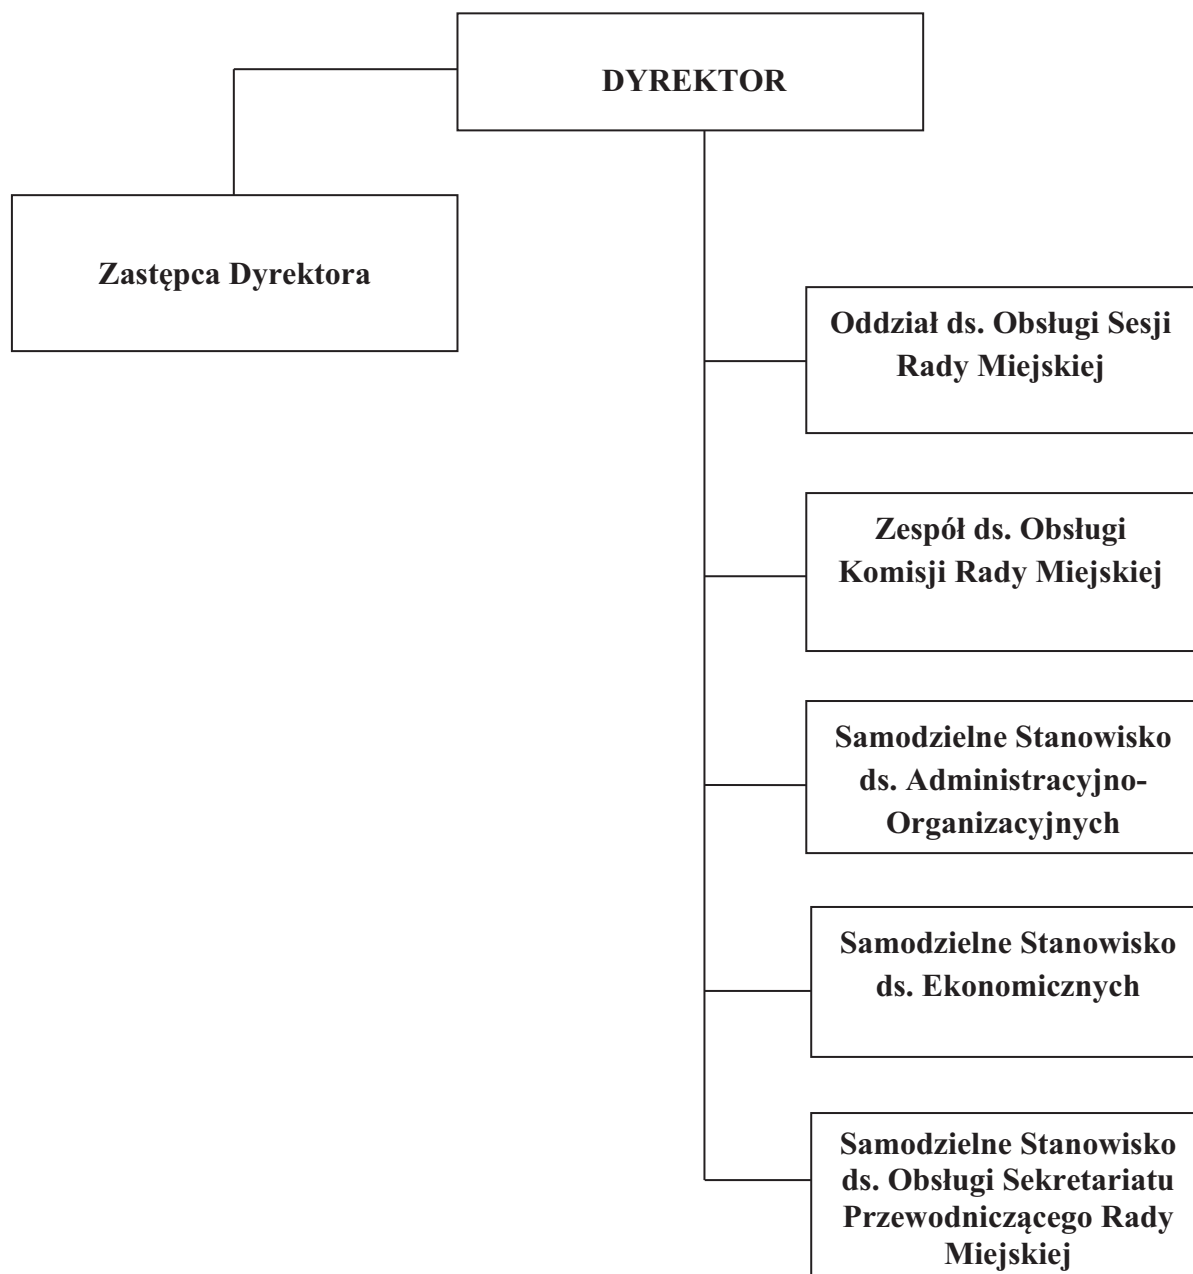 DYREKTOR
Zastępca Dyrektora
Oddział ds. Obsługi Sesji
Rady Miejskiej
Zespół ds. Obsługi
Komisji Rady Miejskiej
Samodzielne Stanowisko
ds. Administracyjno-
Organizacyjnych
Samodzielne Stanowisko
ds. Ekonomicznych
Samodzielne Stanowisko
ds. Obsługi Sekretariatu
Przewodniczącego Rady
Miejskiej